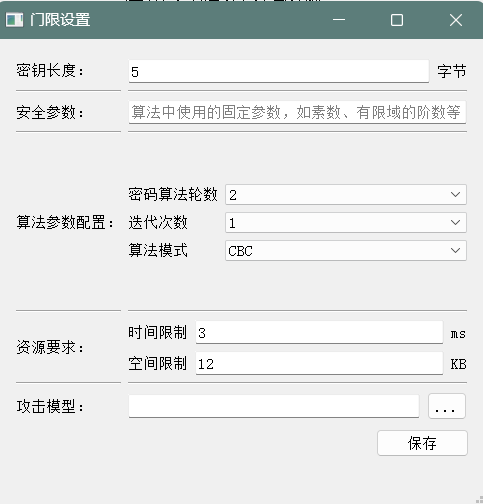 门限设置
密钥长度： 5 字节
安全参数： 算法中使用的固定参数，如素数、有限域的阶数等
密码算法轮数 2
算法参数配置： 迭代次数 1
算法模式 CBC
时间限制 3 ms
资源要求：
空间限制 12 KB
攻击模型： ...
保存